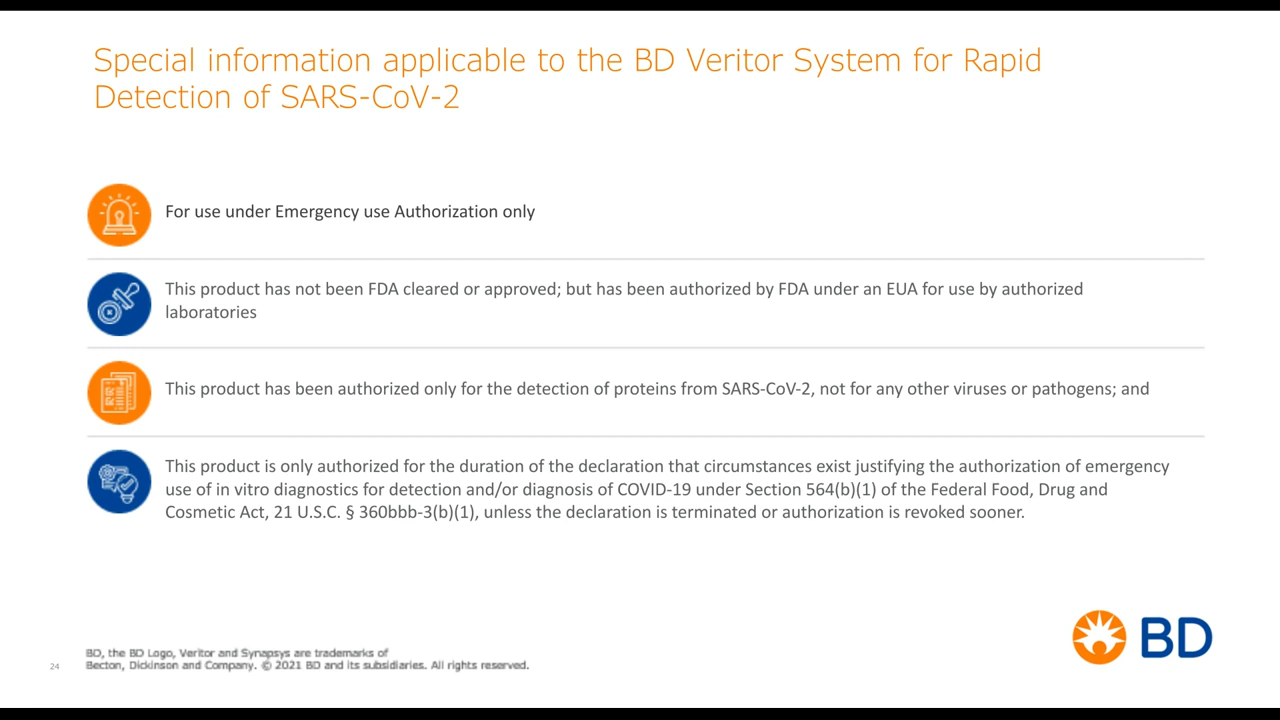 Special information applicable to the BD Veritor System for Rapid
Detection of SARS-CoV-2
For use under Emergency use Authorization only
This product has not been FDA cleared or approved; but has been authorized by FDA under an EUA for use by authorized
laboratories
This product has been authorized only for the detection of proteins from SARS-CoV-2, not for any other viruses or pathogens; and
This product is only authorized for the duration of the declaration that circumstances exist justifying the authorization of emergency
use of in vitro diagnostics for detection and/or diagnosis of COVID-19 under Section 564(b)(1) of the Federal Food, Drug and
Cosmetic Act, 21 U.S.C. § 360bbb-3(b)(1), unless the declaration is terminated or authorization is revoked sooner.
BD
BD, the BD Logo, Veritor and Synapsys are trademarks of
24 Becton, Dickinson and Company. © 2021 BD and its subsidiaries. All rights reserved.